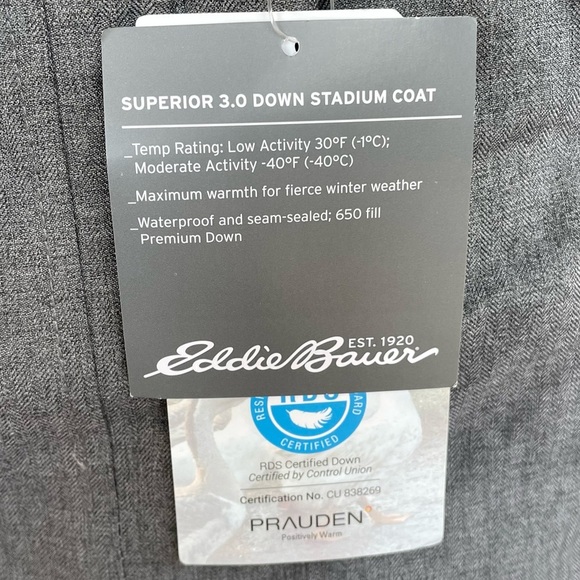 SUPERIOR 3.0 DOWN STADIUM COAT
_Temp Rating: Low Activity 30°F (-1°C);
Moderate Activity -40°F (-40°C)
_Maximum warmth for fierce winter weather
_Waterproof and seam-sealed; 650 fill
Premium Down
EST. 1920
Eddie Bauer
RDS
CERTIFIED
RDS Certified Down
Certified by Control Union
Certification No. CU 838269
PRAUDEN
Positively Warm